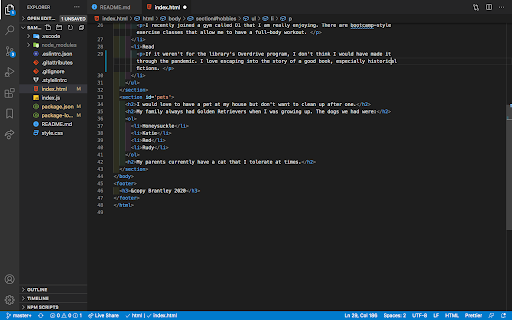 README.md
index.html
EXPLORER
index.html > html > body > section#hobbies > ul > li > p
OPEN EDIT... 1 UNSAVED
SAM...
.vscode
node_modules
.eslintrc.json
.gitattributes
.gitignore
.stylelintrc
index.html
index.js
package.json
package-lo...
README.md
style.css
26 <p>I recently joined a gym called O1 that I am really enjoying. There are bootcamp-style
exercise classes that allow me to have a full-body workout. </p>
27 </li>
28 <li>Read
29 <p>If it weren't for the library's Overdrive program, I don't think I would have made it
through the pandemic. I love escaping into the story of a good book, especially historical
fictions. </p>
30 </li>
31 </ul>
32 </section>
33 <section id="pets">
34 <h2>I would love to have a pet at my house but don't want to clean up after one.</h2>
35 <h2>My family always had Golden Retrievers when I was growing up. The dogs we had were:</h2>
36 <ol>
37 <li>Honeysuckle</li>
38 <li>Katie</li>
39 <li>Red</li>
40 <li>Rudy</li>
41 </ol>
42 <h2>My parents currently have a cat that I tolerate at times.</h2>
43 </section>
44 </body>
45 <footer>
46 <h3>&copy Brantley 2020</h3>
47 </footer>
48 </html>
49
OUTLINE
TIMELINE
NPM SCRIPTS
master+ 0 0 1 Live Share html index.html Ln 29, Col 186 Spaces: 2 UTF-8 LF HTML Prettier